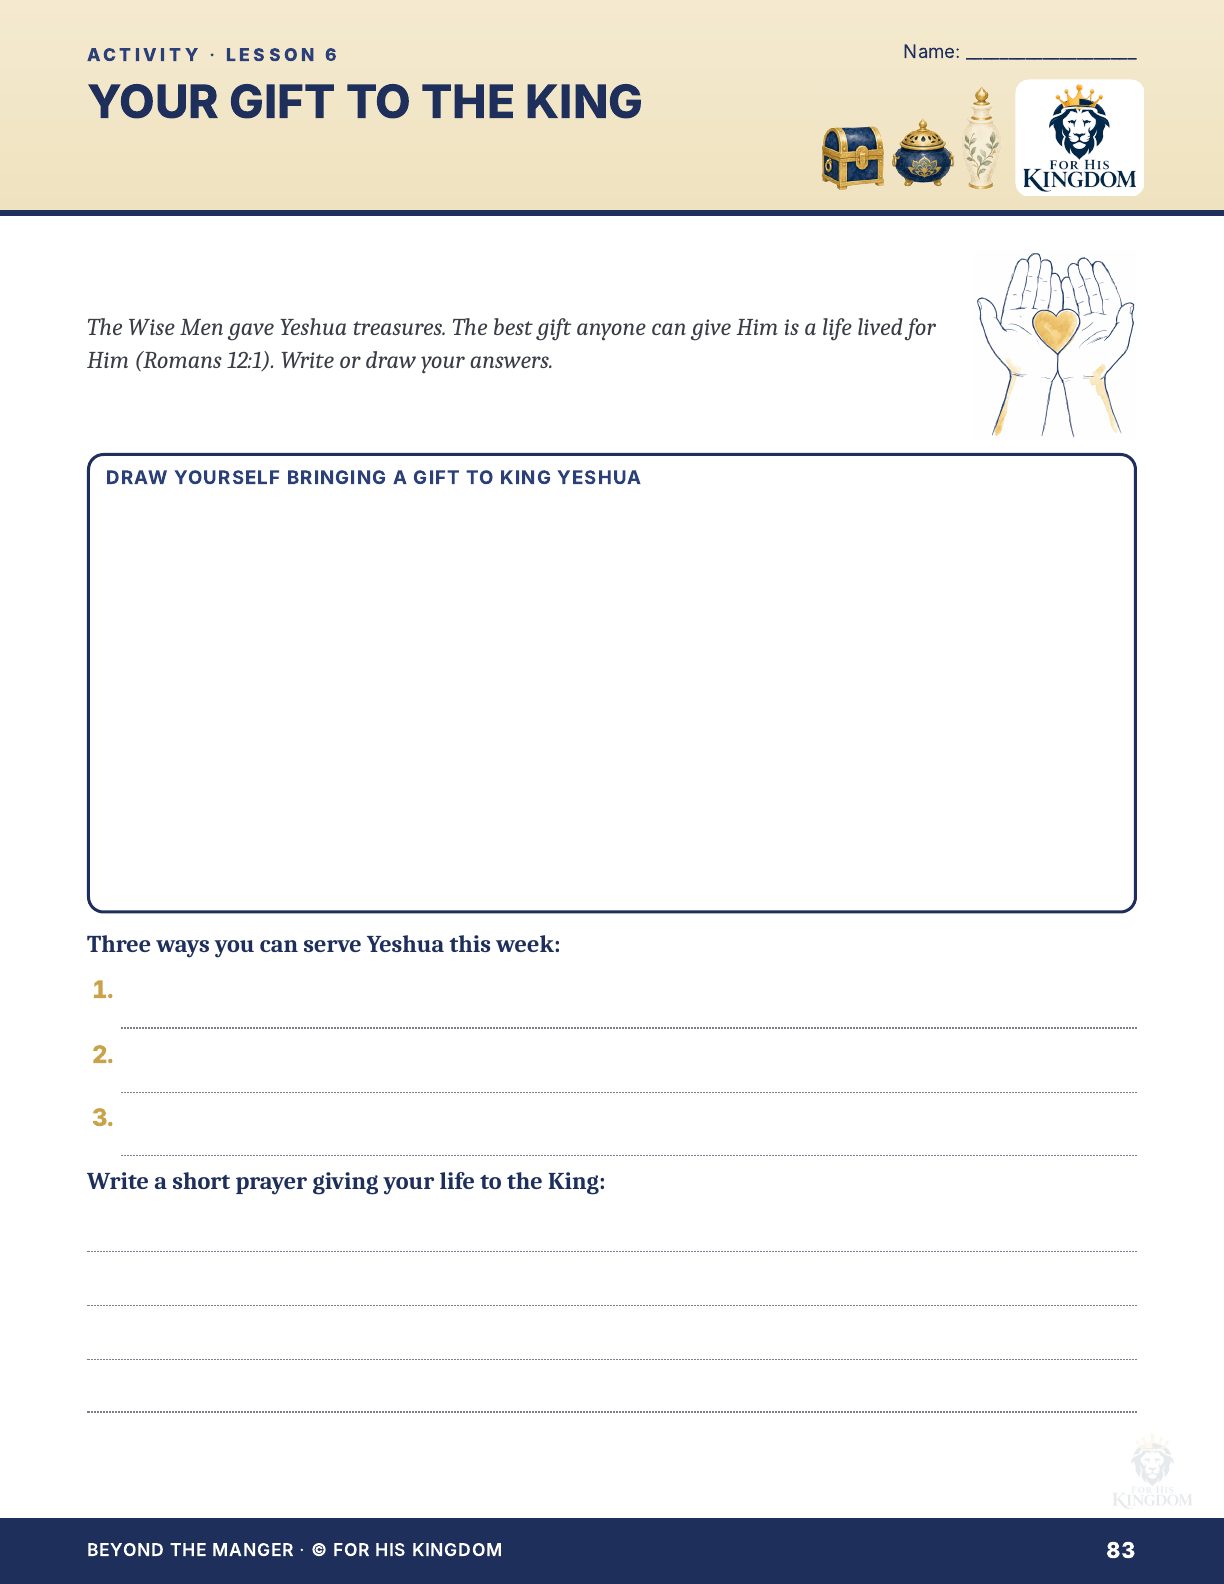 ACTIVITY · LESSON 6
Name: ___________________
YOUR GIFT TO THE KING
FOR HIS
KINGDOM
The Wise Men gave Yeshua treasures. The best gift anyone can give Him is a life lived for
Him (Romans 12:1). Write or draw your answers.
DRAW YOURSELF BRINGING A GIFT TO KING YESHUA
Three ways you can serve Yeshua this week:
1.
2.
3.
Write a short prayer giving your life to the King:
FOR HIS
KINGDOM
BEYOND THE MANGER · © FOR HIS KINGDOM
83